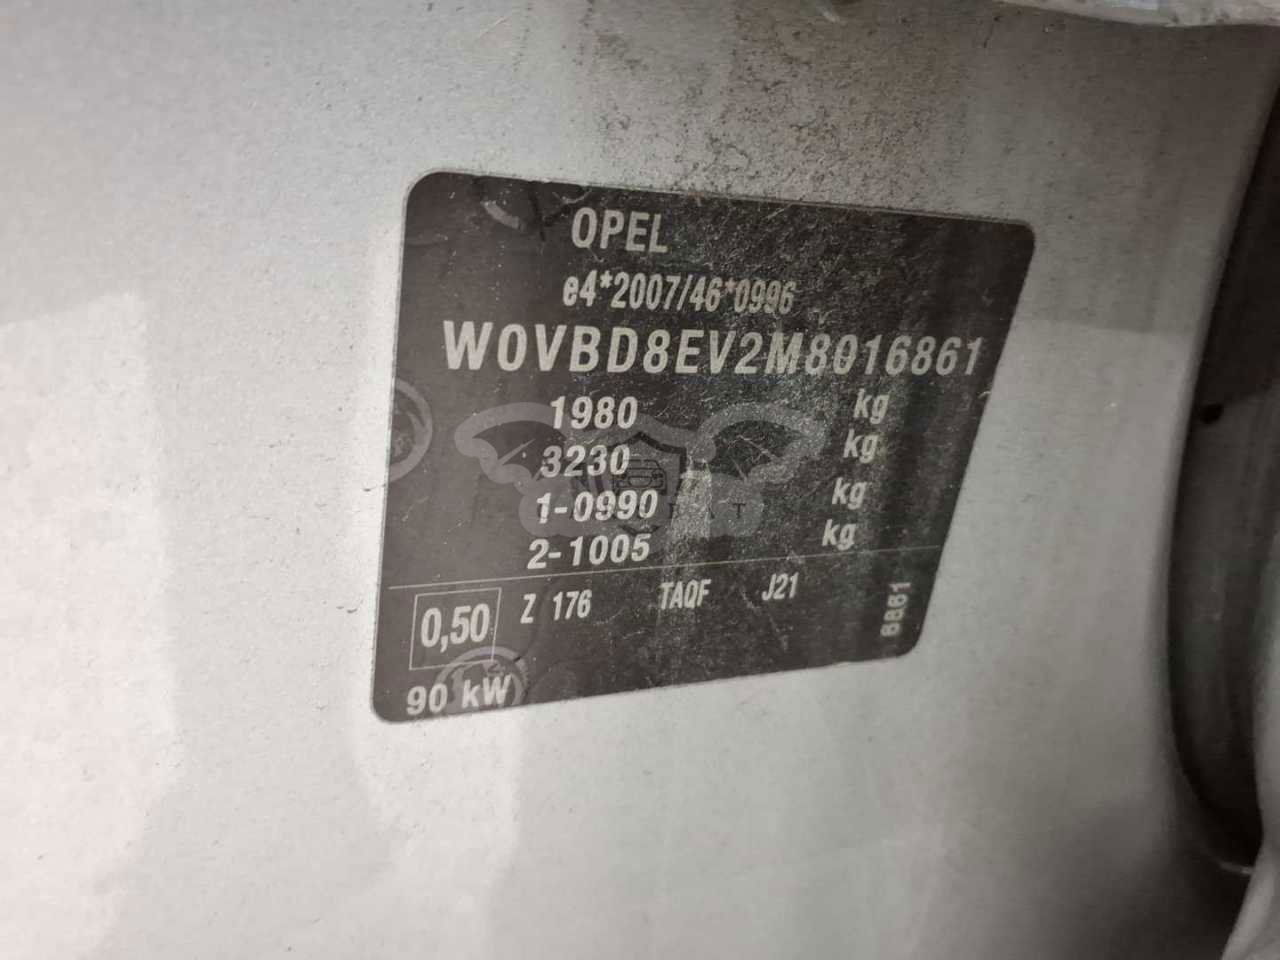 OPEL
e4*2007/46*0996
W0VBD8EV2M8016861
1980 kg
3230 kg
1-0990 kg
2-1005 kg
0,50 Z 176 TAQF J21
90 kW